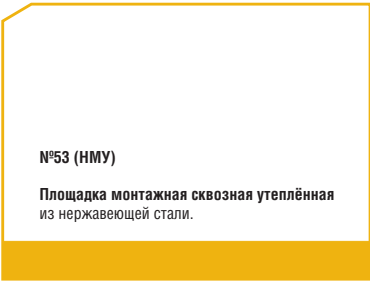 №53 (НМУ)
Площадка монтажная сквозная утеплённая
из нержавеющей стали.